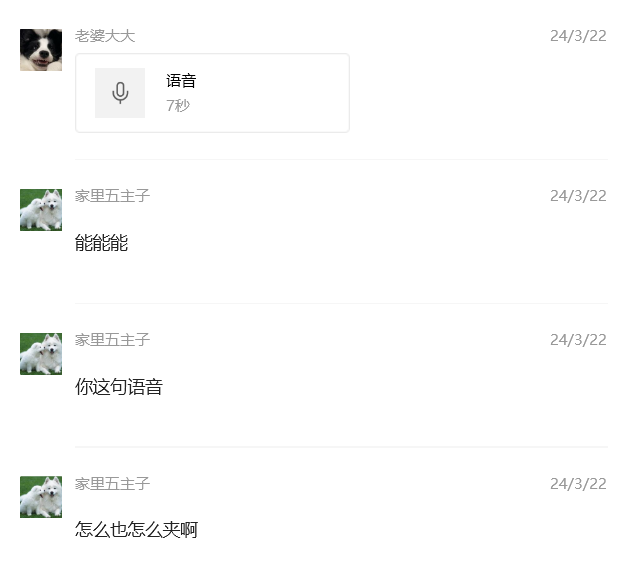 老婆大大
24/3/22
语音
7秒
家里五主子
24/3/22
能能能
家里五主子
24/3/22
你这句语音
家里五主子
24/3/22
怎么也怎么夹啊